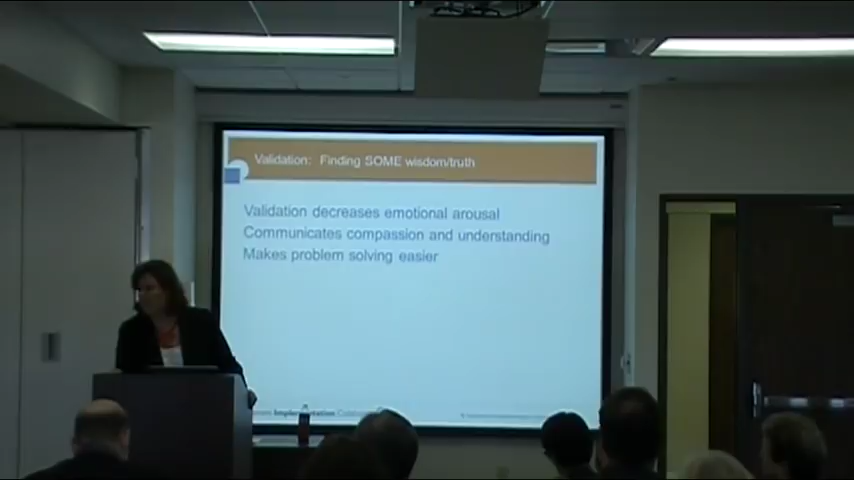 Validation: Finding SOME wisdom/truth
Validation decreases emotional arousal
Communicates compassion and understanding
Makes problem solving easier
Implementation